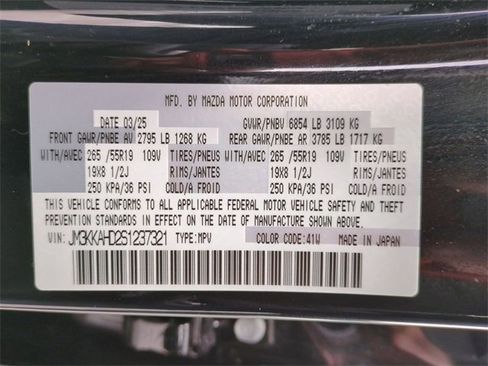 MFD. BY MAZDA MOTOR CORPORATION
DATE 03/25 GVWR/PNBV 6854 LB 3109 KG
FRONT GAWR/PNBE AV 2795 LB 1268 KG REAR GAWR/PNBE AR 3785 LB 1717 KG
WITH/AVEC 265 /55R19 109V TIRES/PNEUS WITH/AVEC 265 /55R19 109V TIRES/PNEUS
19X8 1/2J RIMS/JANTES 19X8 1/2J RIMS/JANTES
250 KPA/36 PSI COLD/A FROID 250 KPA/36 PSI COLD/A FROID
THIS VEHICLE CONFORMS TO ALL APPLICABLE FEDERAL MOTOR VEHICLE SAFETY AND THEFT
PREVENTION STANDARDS IN EFFECT ON THE DATE OF MANUFACTURE SHOWN ABOVE.
VIN: JM3KKAHD2S1237321 TYPE:MPV COLOR CODE:41W MADE IN JAPAN